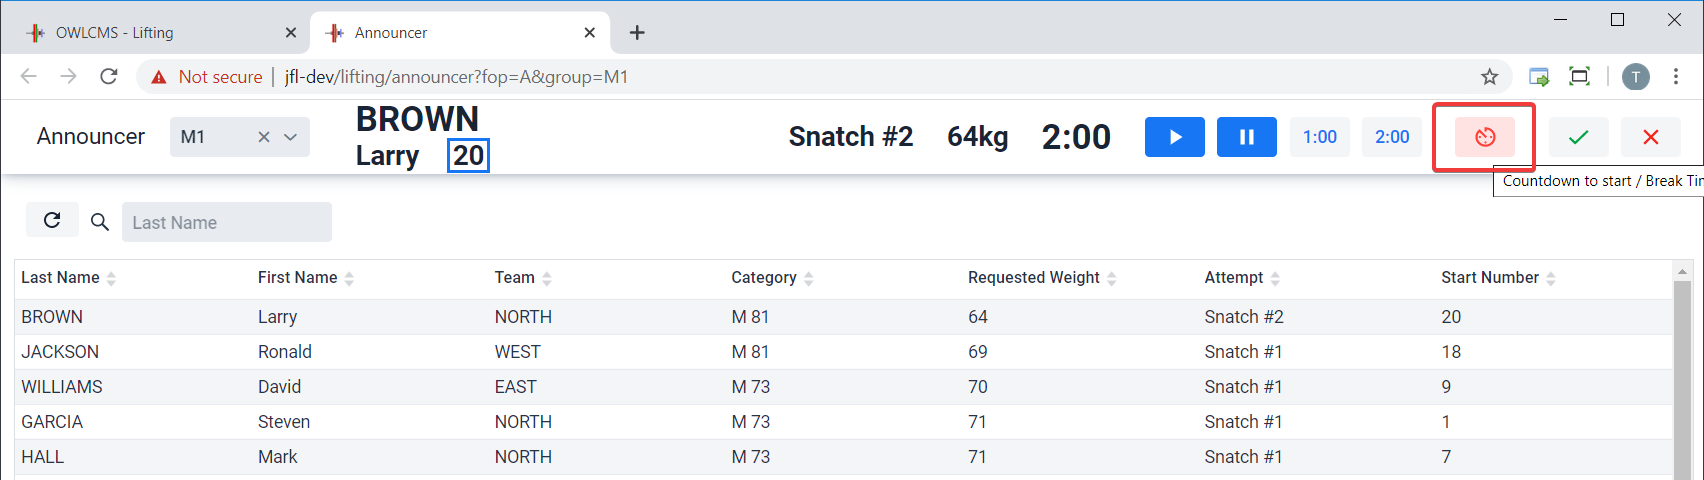 OWLCMS - Lifting
Announcer
Not secure | jfl-dev/lifting/announcer?fop=A&group=M1
T
Announcer
M1
BROWN
Larry 20
Snatch #2 64kg 2:00
1:00 2:00
Countdown to start / Break Tim
Last Name
Last Name First Name Team Category Requested Weight Attempt Start Number
BROWN Larry NORTH M 81 64 Snatch #2 20
JACKSON Ronald WEST M 81 69 Snatch #1 18
WILLIAMS David EAST M 73 70 Snatch #1 9
GARCIA Steven NORTH M 73 71 Snatch #1 1
HALL Mark NORTH M 73 71 Snatch #1 7